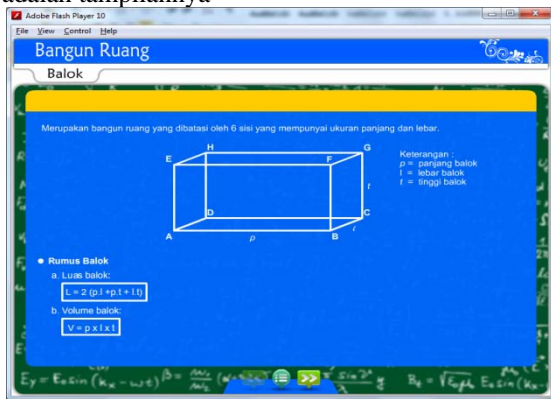 adalah tampilannya
Adobe Flash Player 10
File View Control Help
Bangun Ruang
Balok
Merupakan bangun ruang yang dibatasi oleh 6 sisi yang mempunyai ukuran panjang dan lebar.
H G
E F
D C
A B
p
l
t
Keterangan :
p = panjang balok
l = lebar balok
t = tinggi balok
Rumus Balok
a. Luas balok:
L = 2 (p.l +p.t + l.t)
b. Volume balok:
V = p x l x t